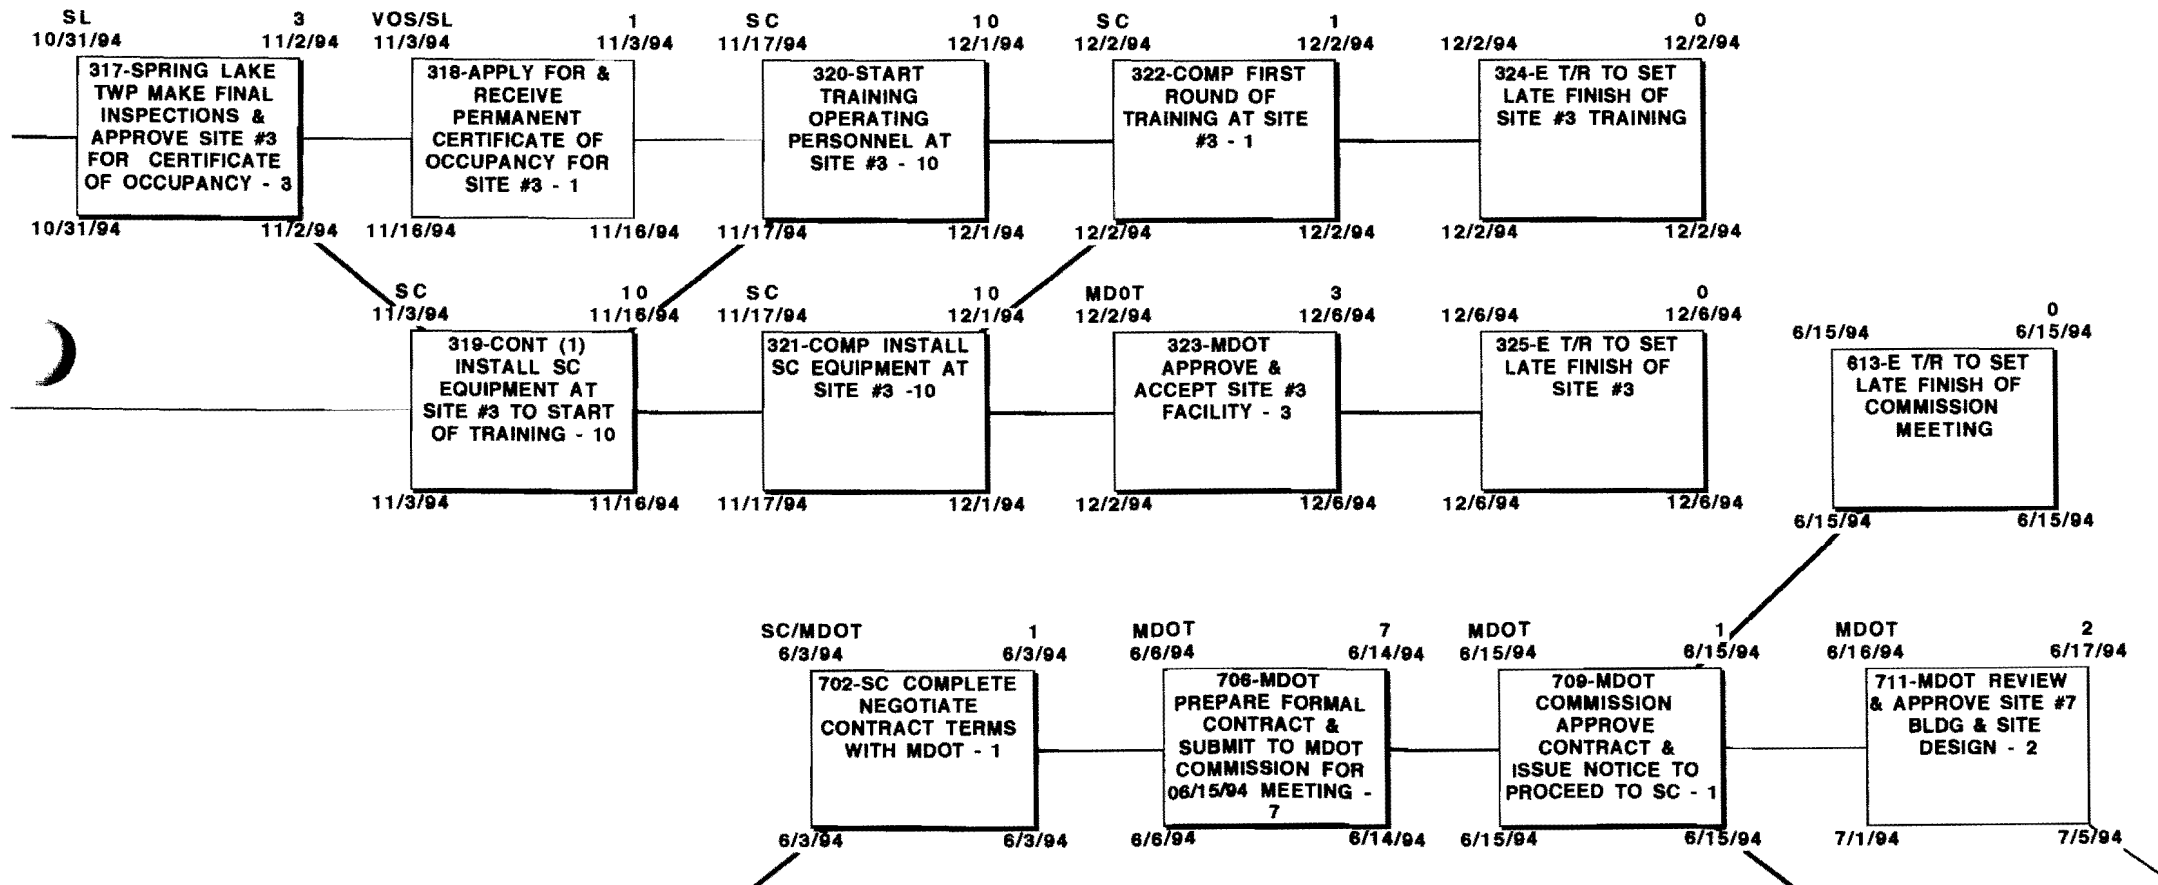 SL 3
10/31/94 11/2/94
317-SPRING LAKE
TWP MAKE FINAL
INSPECTIONS &
APPROVE SITE #3
FOR CERTIFICATE
OF OCCUPANCY - 3
10/31/94 11/2/94
VOS/SL 1
11/3/94 11/3/94
318-APPLY FOR &
RECEIVE
PERMANENT
CERTIFICATE OF
OCCUPANCY FOR
SITE #3 - 1
11/16/94 11/16/94
SC 10
11/17/94 12/1/94
320-START
TRAINING
OPERATING
PERSONNEL AT
SITE #3 - 10
11/17/94 12/1/94
SC 1
12/2/94 12/2/94
322-COMP FIRST
ROUND OF
TRAINING AT SITE
#3 - 1
12/2/94 12/2/94
0
12/2/94 12/2/94
324-E T/R TO SET
LATE FINISH OF
SITE #3 TRAINING
12/2/94 12/2/94
SC 10
11/3/94 11/16/94
319-CONT (1)
INSTALL SC
EQUIPMENT AT
SITE #3 TO START
OF TRAINING - 10
11/3/94 11/16/94
SC 10
11/17/94 12/1/94
321-COMP INSTALL
SC EQUIPMENT AT
SITE #3 -10
11/17/94 12/1/94
MDOT 3
12/2/94 12/6/94
323-MDOT
APPROVE &
ACCEPT SITE #3
FACILITY - 3
12/2/94 12/6/94
0
12/6/94 12/6/94
325-E T/R TO SET
LATE FINISH OF
SITE #3
12/6/94 12/6/94
0
6/15/94 6/15/94
613-E T/R TO SET
LATE FINISH OF
COMMISSION
MEETING
6/15/94 6/15/94
SC/MDOT 1
6/3/94 6/3/94
702-SC COMPLETE
NEGOTIATE
CONTRACT TERMS
WITH MDOT - 1
6/3/94 6/3/94
MDOT 7
6/6/94 6/14/94
706-MDOT
PREPARE FORMAL
CONTRACT &
SUBMIT TO MDOT
COMMISSION FOR
06/15/94 MEETING -
7
6/6/94 6/14/94
MDOT 1
6/15/94 6/15/94
709-MDOT
COMMISSION
APPROVE
CONTRACT &
ISSUE NOTICE TO
PROCEED TO SC - 1
6/15/94 6/15/94
MDOT 2
6/16/94 6/17/94
711-MDOT REVIEW
& APPROVE SITE #7
BLDG & SITE
DESIGN - 2
7/1/94 7/5/94